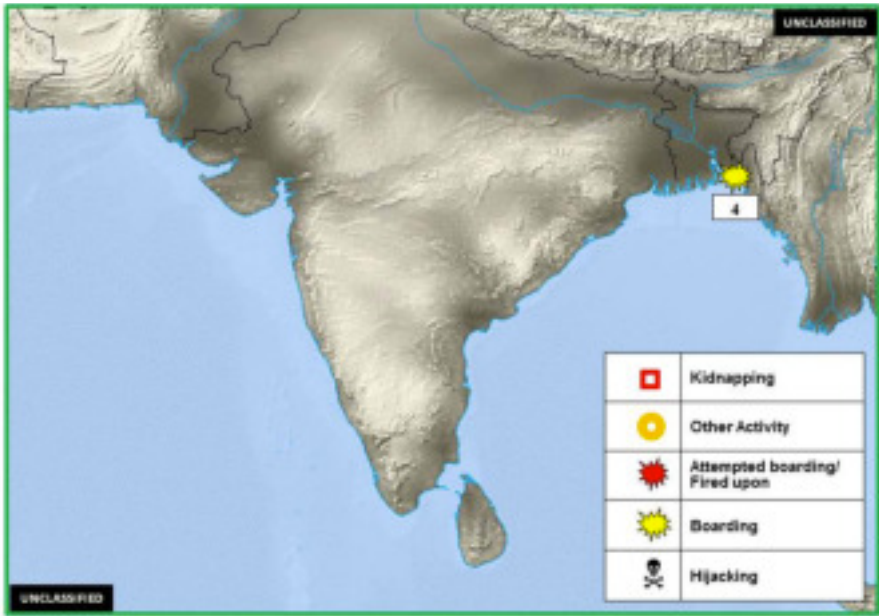 UNCLASSIFIED
4
Kidnapping
Other Activity
Attempted boarding/
Fired upon
Boarding
Hijacking
UNCLASSIFIED